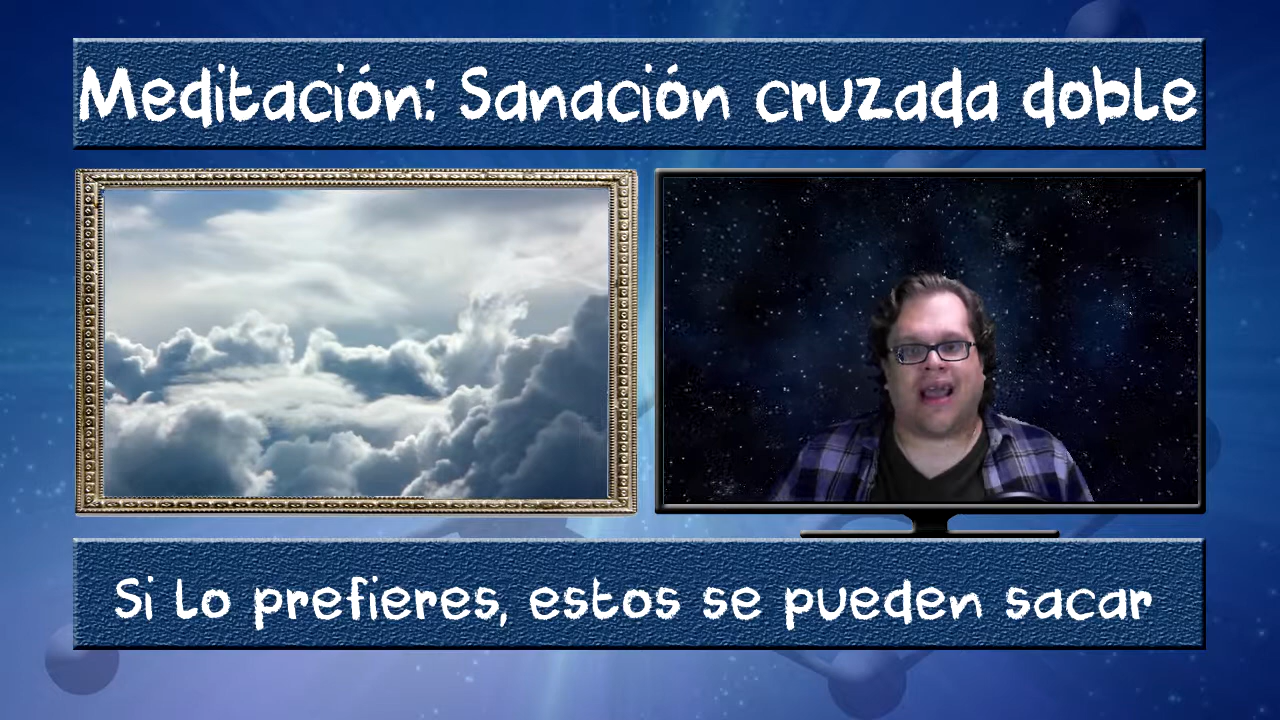 Meditación: Sanación cruzada doble
Si lo prefieres, estos se pueden sacar